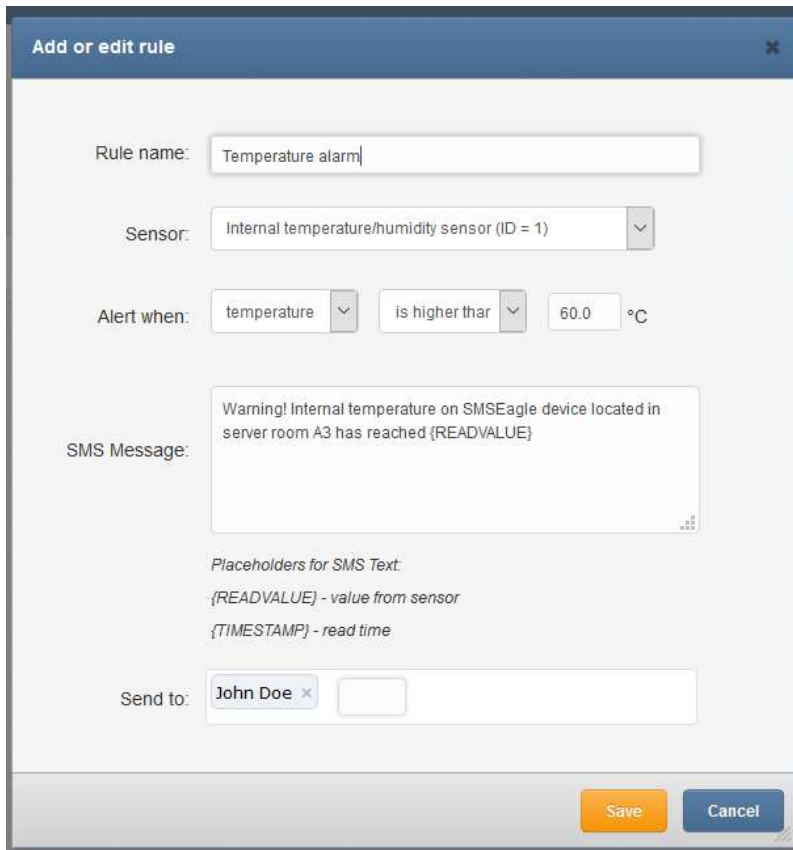 Add or edit rule
Rule name: Temperature alarm
Sensor: Internal temperature/humidity sensor (ID = 1)
Alert when: temperature is higher thar 60.0 °C
SMS Message: Warning! Internal temperature on SMSEagle device located in
server room A3 has reached {READVALUE}
Placeholders for SMS Text:
{READVALUE} - value from sensor
{TIMESTAMP} - read time
Send to: John Doe ×
Save Cancel